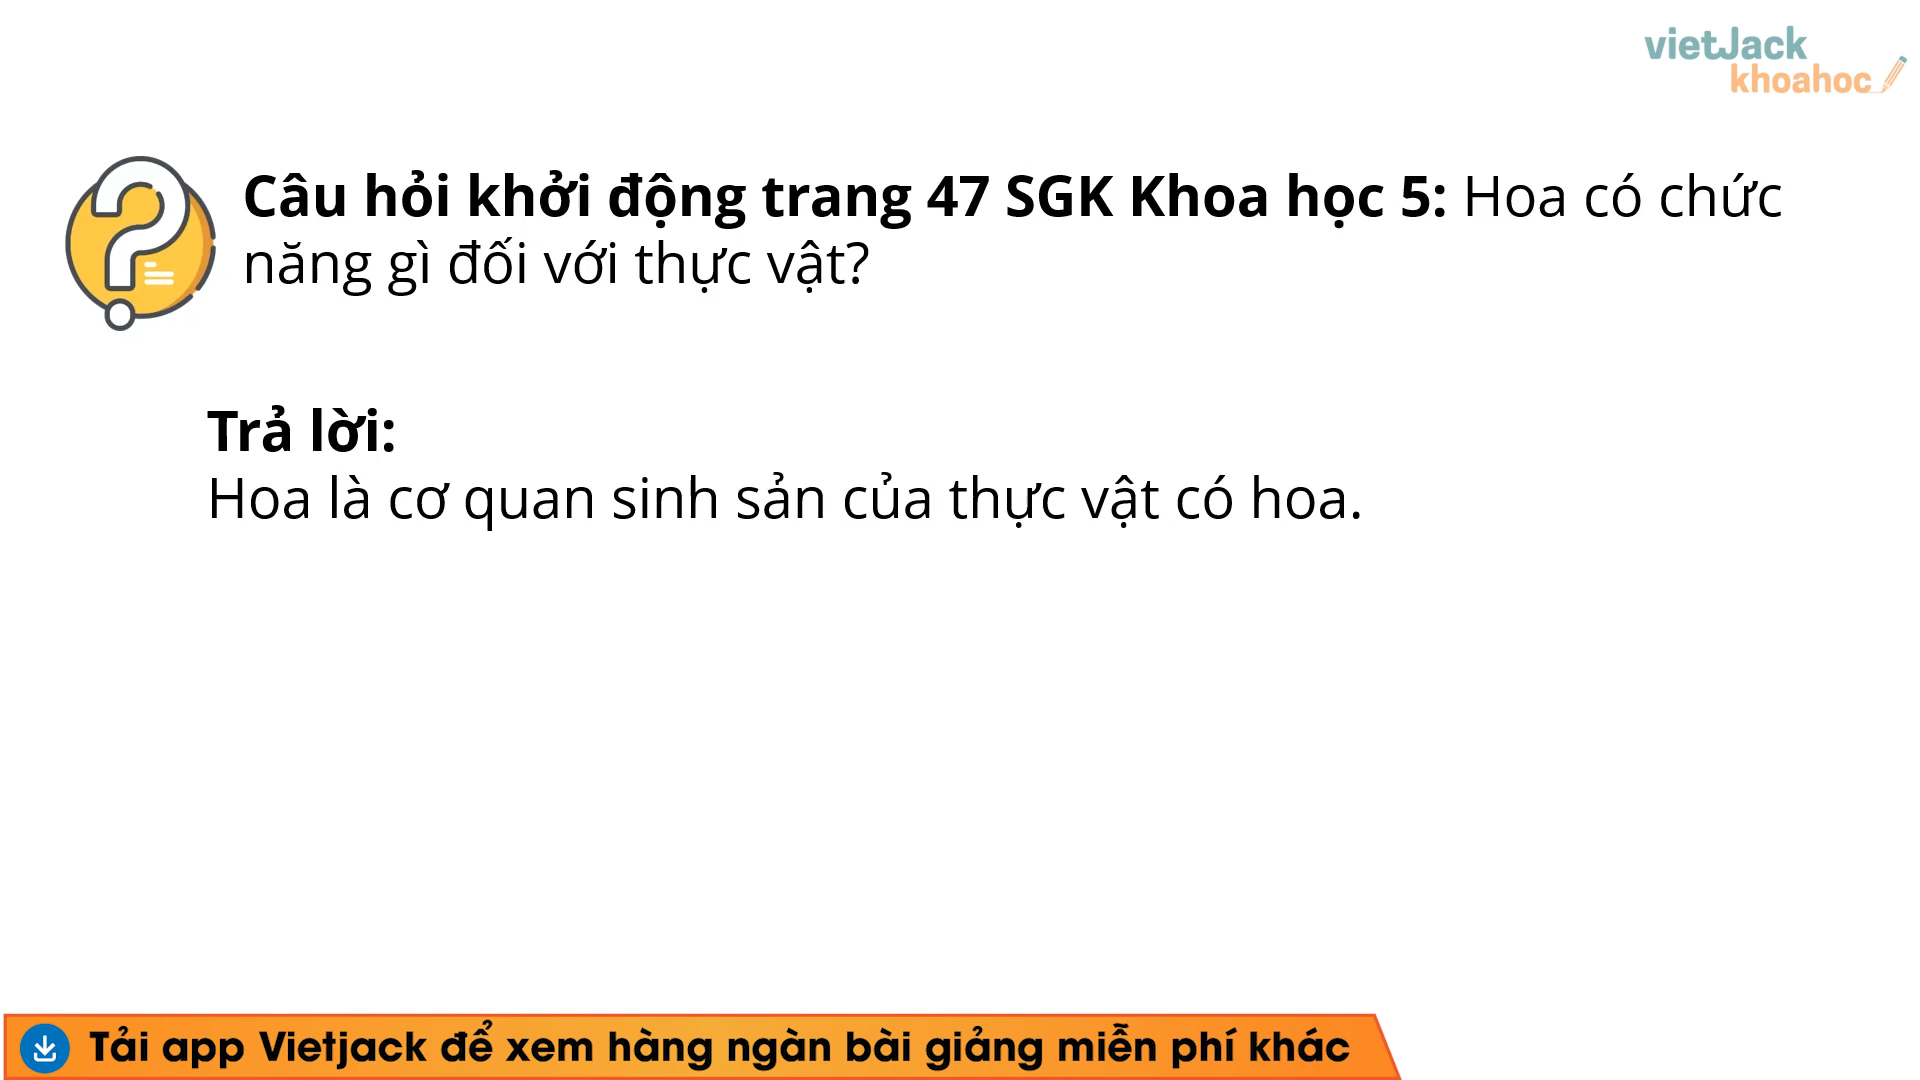 vietJack
khoahoc
Câu hỏi khởi động trang 47 SGK Khoa học 5: Hoa có chức
năng gì đối với thực vật?
Trả lời:
Hoa là cơ quan sinh sản của thực vật có hoa.
Tải app Vietjack để xem hàng ngàn bài giảng miễn phí khác